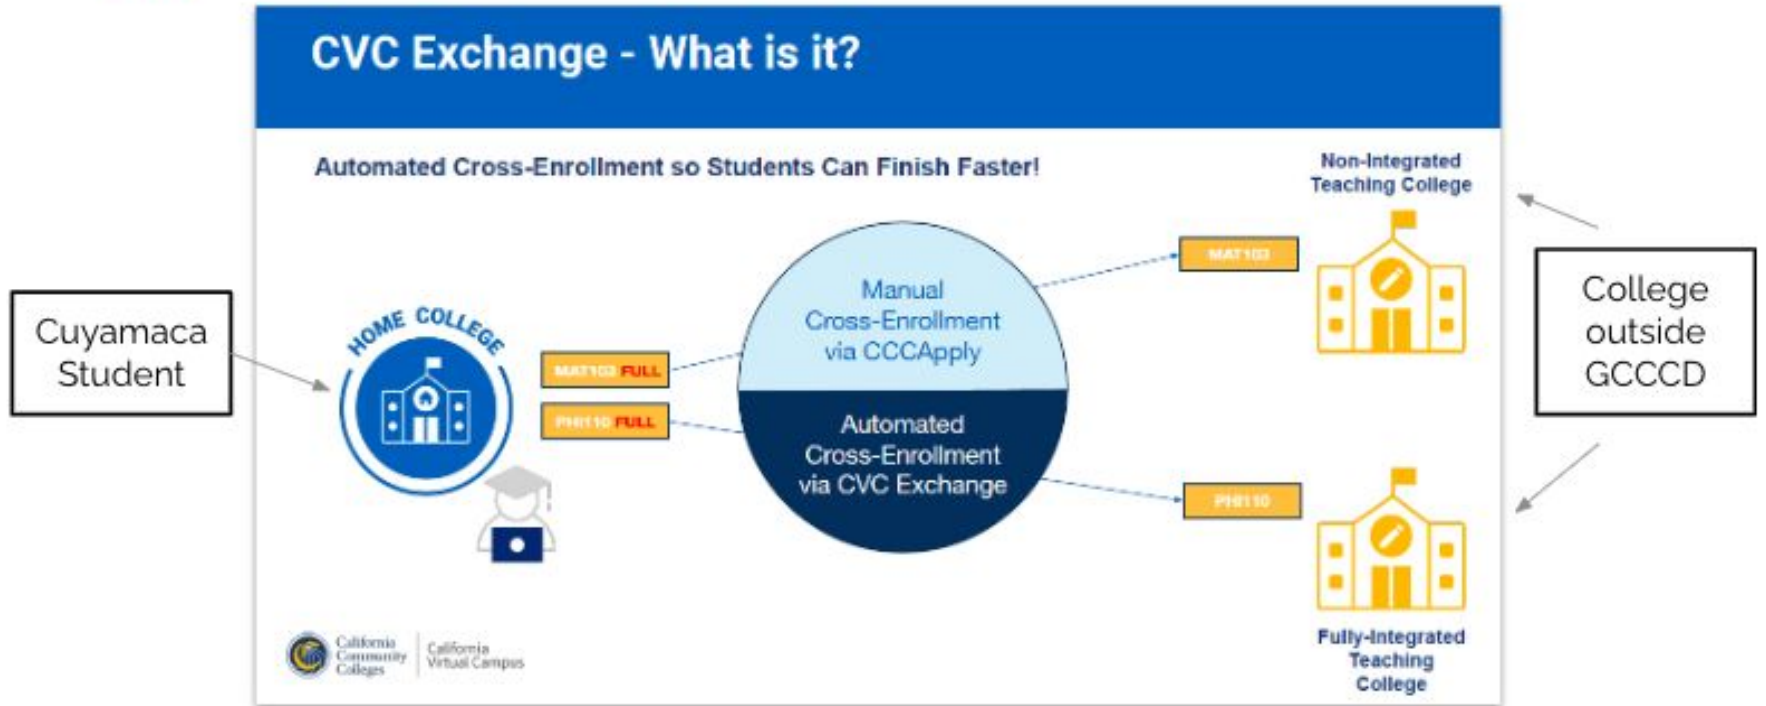 CVC Exchange - What is it?
Automated Cross-Enrollment so Students Can Finish Faster!
Non-Integrated
Teaching College
Cuyamaca
Student
HOME COLLEGE
MAT103 FULL
PHI110 FULL
Manual
Cross-Enrollment
via CCCApply
Automated
Cross-Enrollment
via CVC Exchange
MAT103
PHI110
College
outside
GCCCD
Fully-Integrated
Teaching
College
California
Community
Colleges
California
Virtual Campus